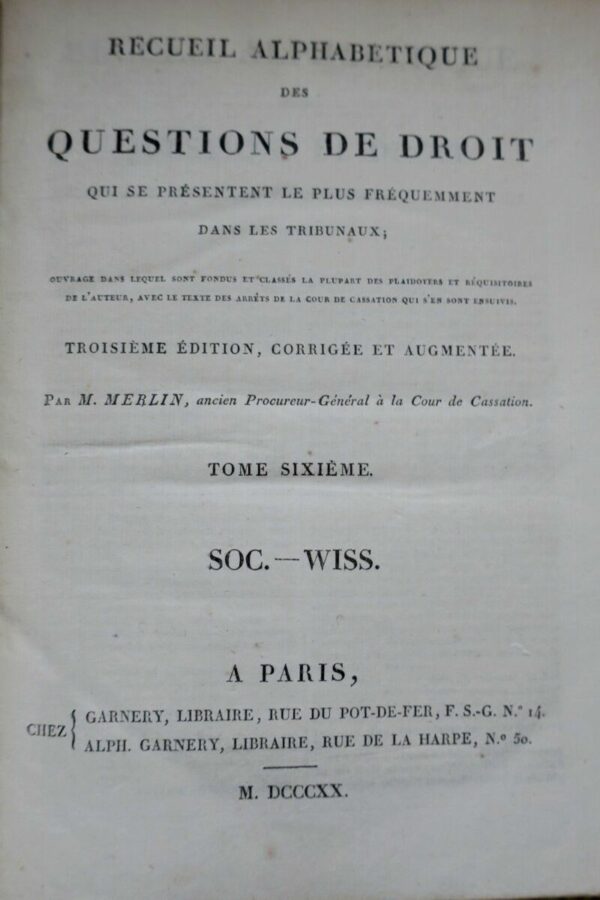 RECUEIL ALPHABETIQUE
DES
QUESTIONS DE DROIT
QUI SE PRÉSENTENT LE PLUS FRÉQUEMMENT
DANS LES TRIBUNAUX;
OUVRAGE DANS LEQUEL SONT FONDUS ET CLASSÉS LA PLUPART DES PLAIDOYERS ET RÉQUISITOIRES
DE L'AUTEUR, AVEC LE TEXTE DES ARRÊTS DE LA COUR DE CASSATION QUI S'EN SONT ENSUIVIS.
TROISIÈME ÉDITION, CORRIGÉE ET AUGMENTÉE.
PAR M. MERLIN, ancien Procureur-Général à la Cour de Cassation.
TOME SIXIÈME.
SOC.—WISS.
A PARIS,
CHEZ { GARNERY, LIBRAIRE, RUE DU POT-DE-FER, F. S.-G. N.º 14.
ALPH. GARNERY, LIBRAIRE, RUE DE LA HARPE, N.º 50.
M. DCCCXX.